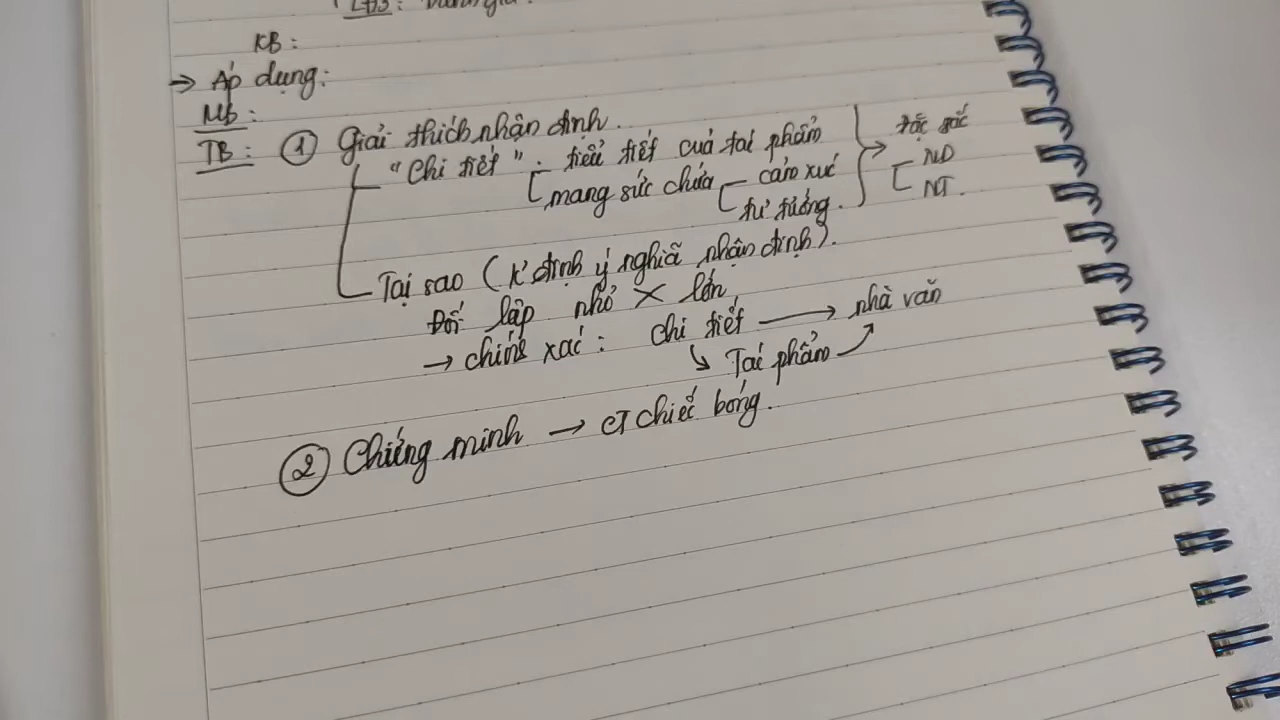 KB :
→ Áp dụng:
Mb :
TB : ① Giải thích nhận định.
"Chi tiết" : tiểu tiết của tác phẩm
mang sức chứa cảm xúc
tư tưởng.
→ Đặc sắc
ND
NT.
Tại sao (k' định ý nghĩa nhận định).
Đối lập nhỏ X lớn
→ chính xác : chi tiết → nhà văn
↳ Tác phẩm
② Chứng minh → CT chiếc bóng.